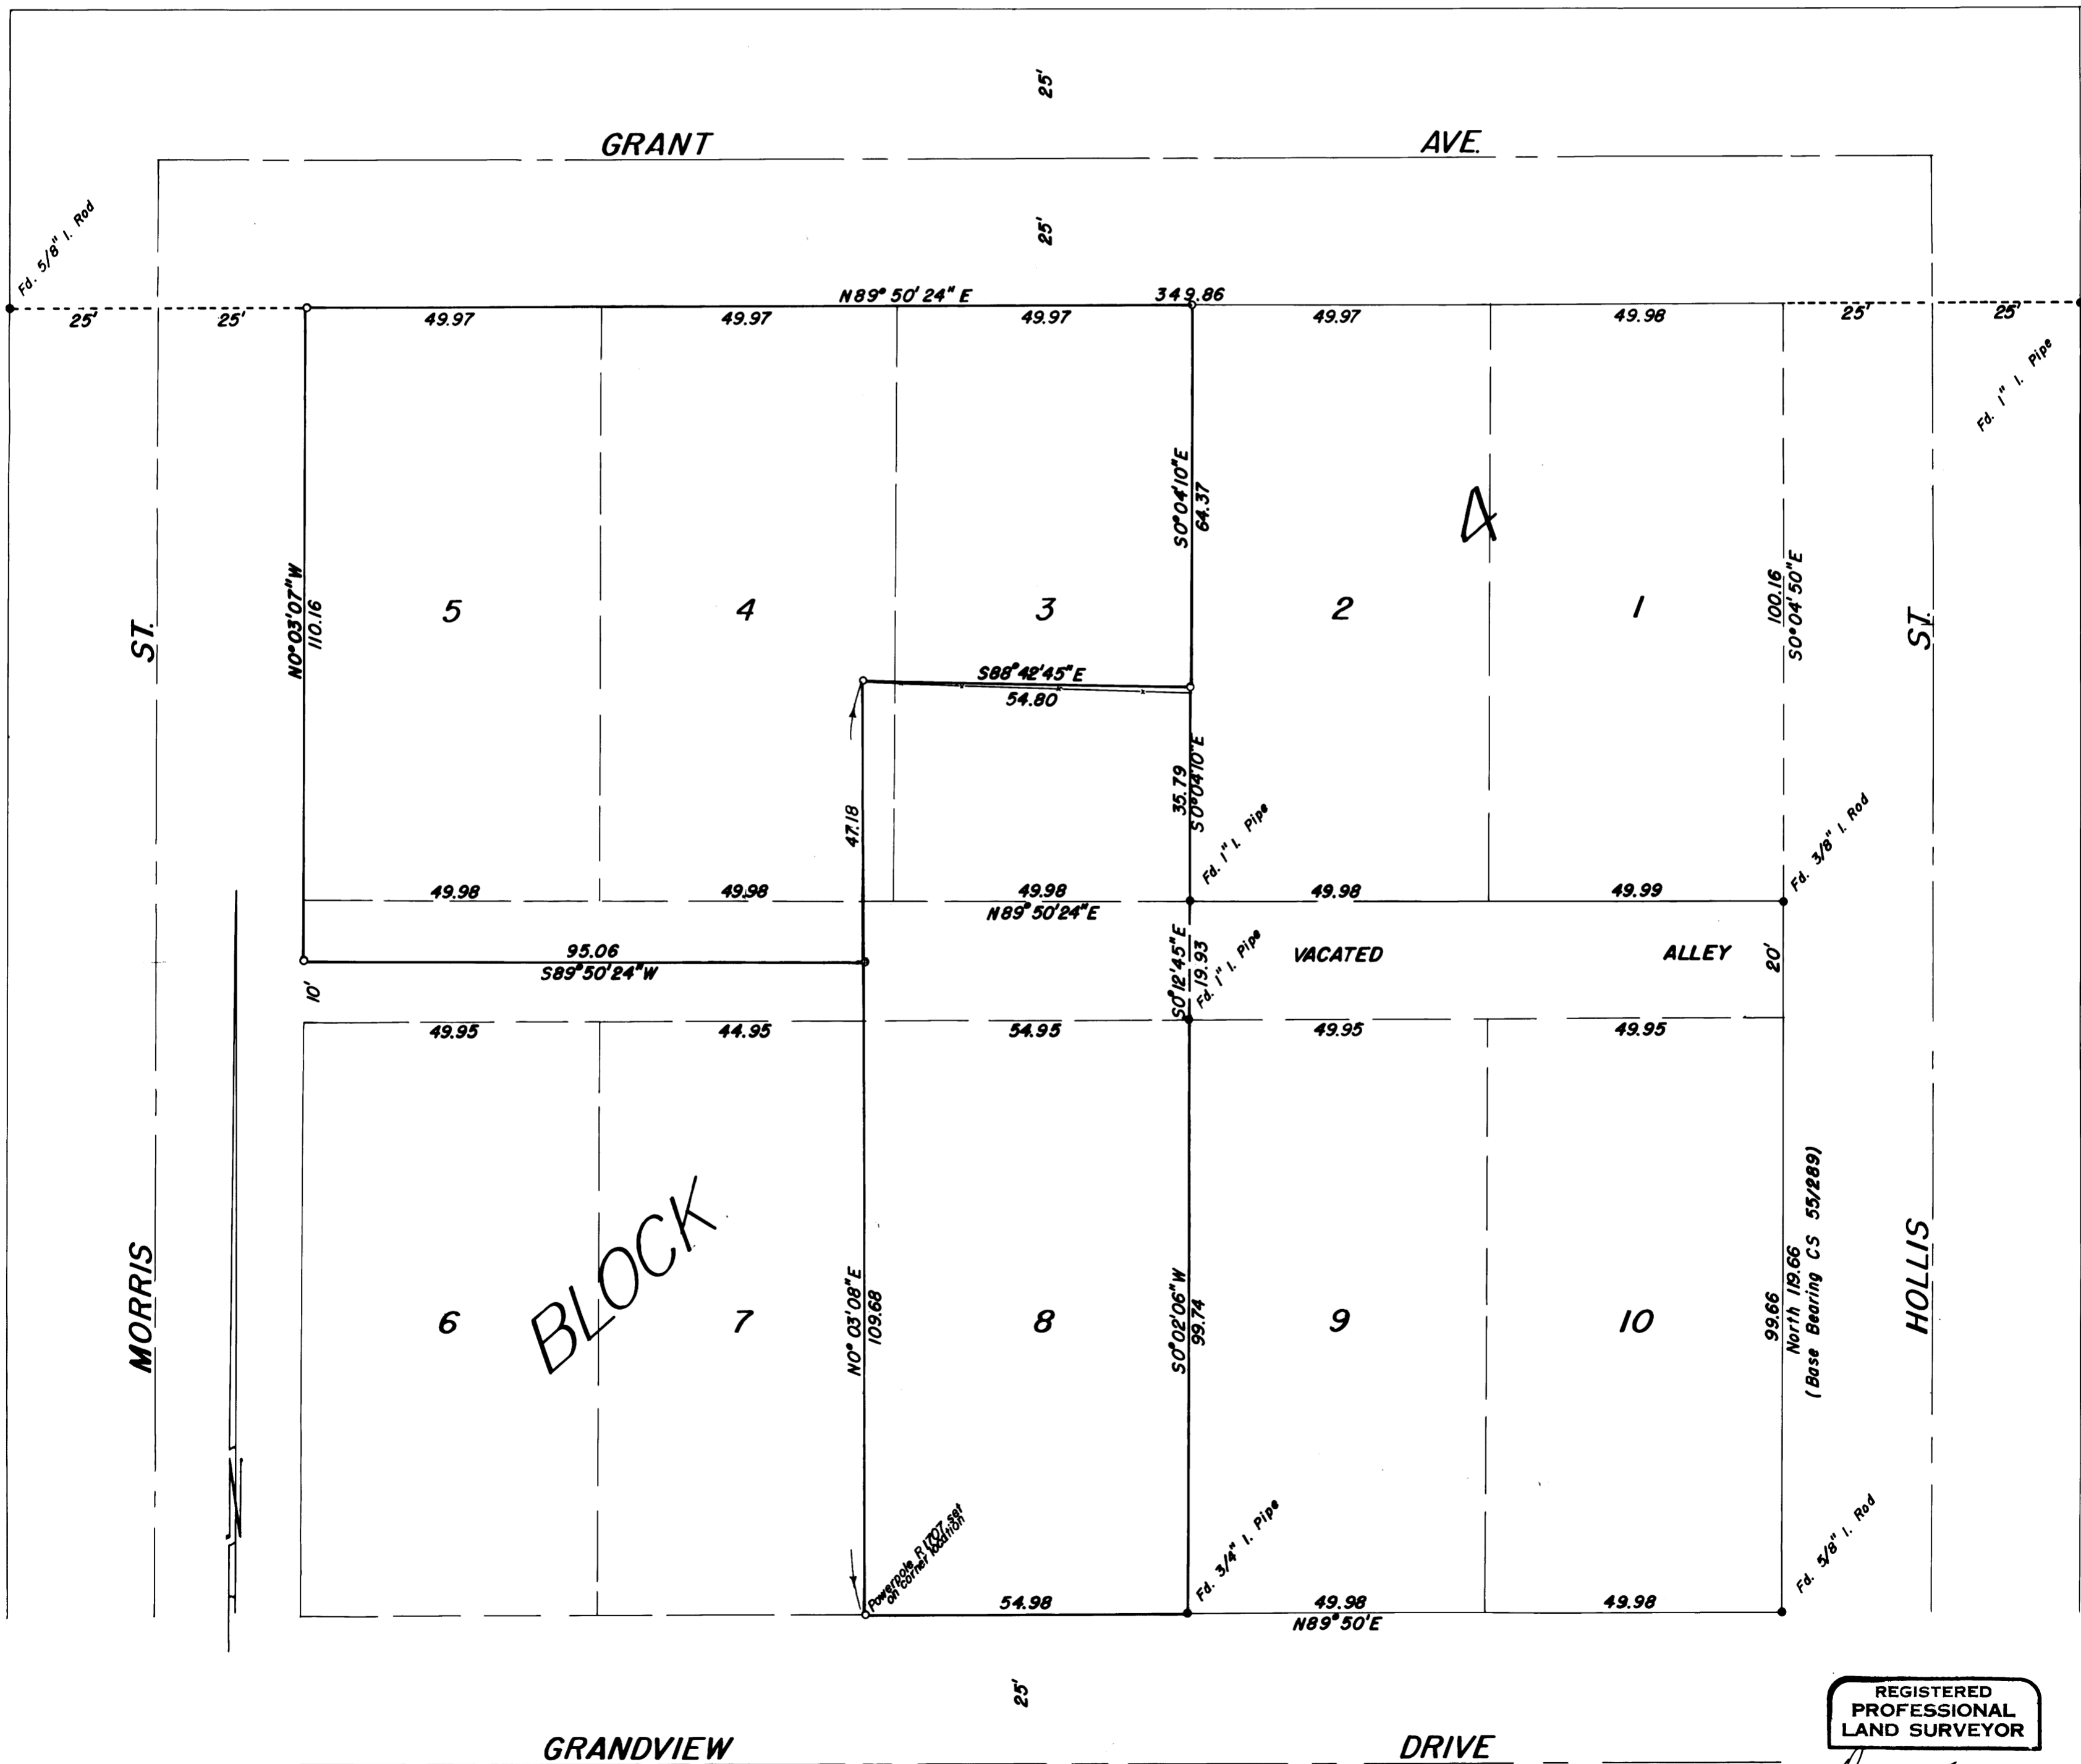 25'
GRANT AVE.
25'
Fd. 5/8" I. Rod
N89° 50' 24" E 349.86
25' 25' 49.97 49.97 49.97 49.97 49.98 25' 25'
Fd. 1" I. Pipe
S0°04'10"E
64.37
4
N0°03'07"W
110.16
100.16
S0°04'50"E
ST.
5 4 3 2 1
ST.
S88°42'45"E
54.80
47.18
35.79
S0°04'10"E
Fd. 1" I. Pipe
Fd. 3/8" I. Rod
49.98 49.98 49.98 49.98 49.99
N89°50'24"E
95.06
S89°50'24"W
S0°12'45"E
19.93
Fd. 1" I. Pipe
VACATED ALLEY
20'
10'
49.95 44.95 54.95 49.95 49.95
N
MORRIS
BLOCK
6 7 8 9 10
N0°03'08"E
109.68
S0°02'06"W
99.74
99.66
North 119.66
(Base Bearing CS 55/289)
HOLLIS
Powerpole R 1707 set
on corner location
Fd. 3/4" I. Pipe
Fd. 5/8" I. Rod
54.98 49.98 49.98
N89°50'E
25'
GRANDVIEW DRIVE
REGISTERED
PROFESSIONAL
LAND SURVEYOR